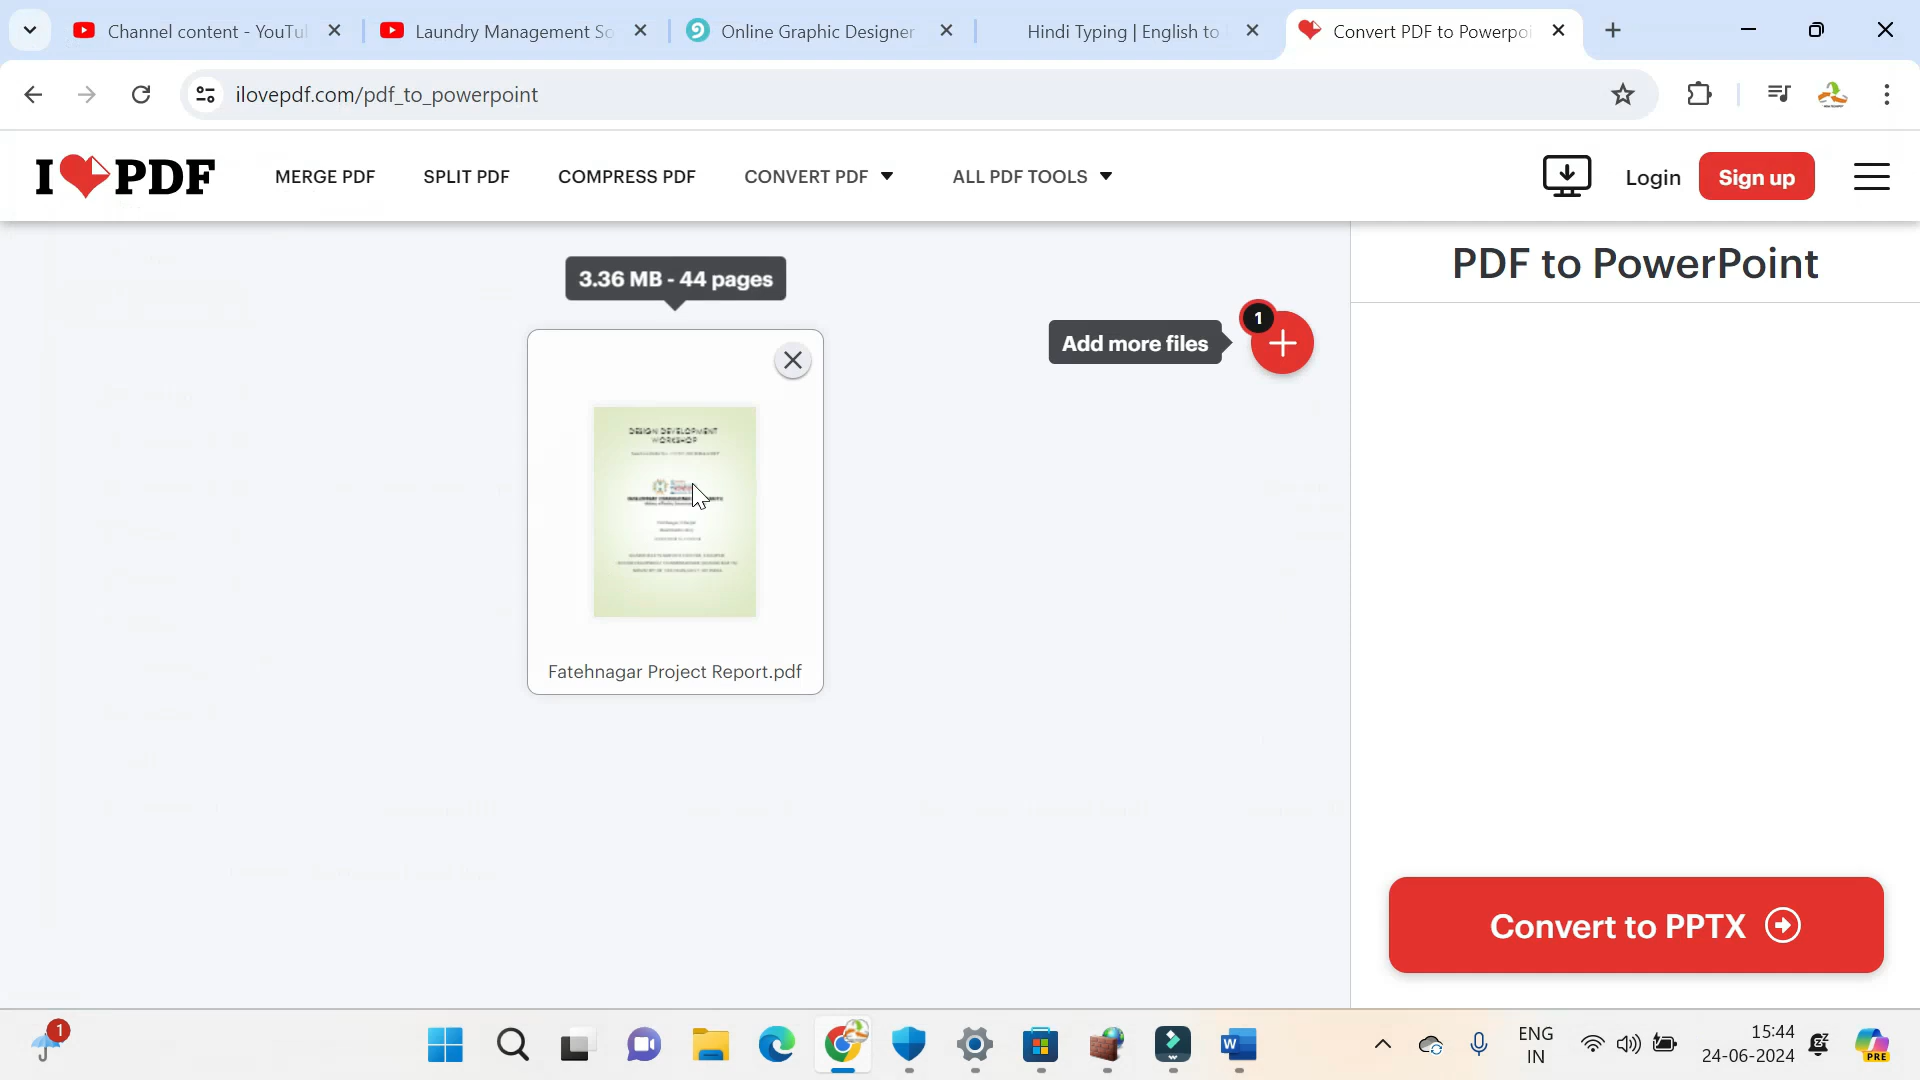 Channel content - YouTu
Laundry Management So
Online Graphic Designer
Hindi Typing | English to
Convert PDF to Powerpoi
ilovepdf.com/pdf_to_powerpoint
I PDF
MERGE PDF
SPLIT PDF
COMPRESS PDF
CONVERT PDF
ALL PDF TOOLS
Login
Sign up
PDF to PowerPoint
3.36 MB - 44 pages
Add more files
1
DESIGN DEVELOPMENT
WORKSHOP
Fatehnagar Project Report.pdf
Convert to PPTX
1
W
ENG
IN
15:44
24-06-2024
PRE